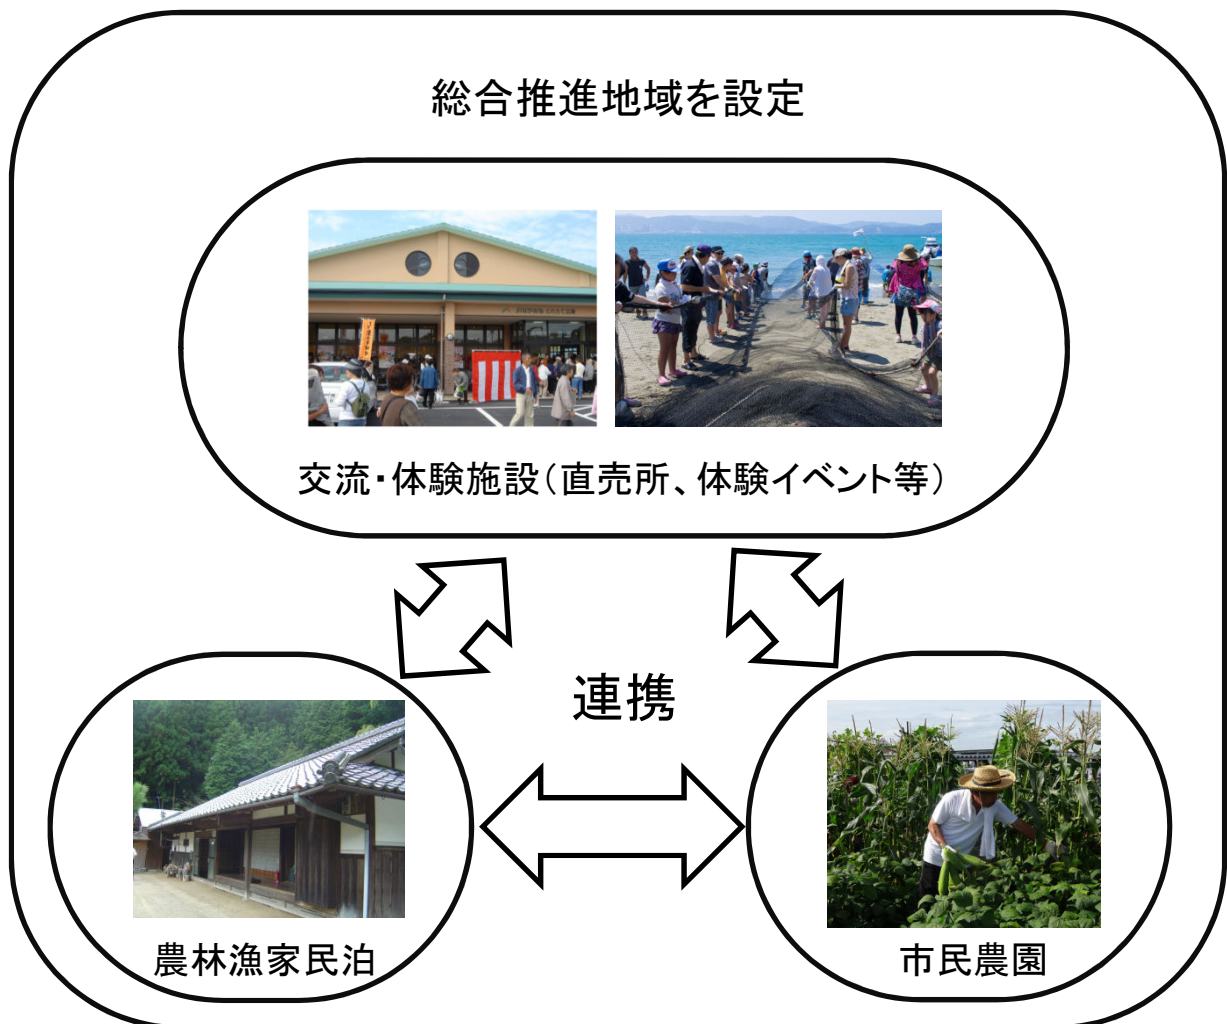 総合推進地域を設定
交流・体験施設（直売所、体験イベント等）
連携
農林漁家民泊
市民農園